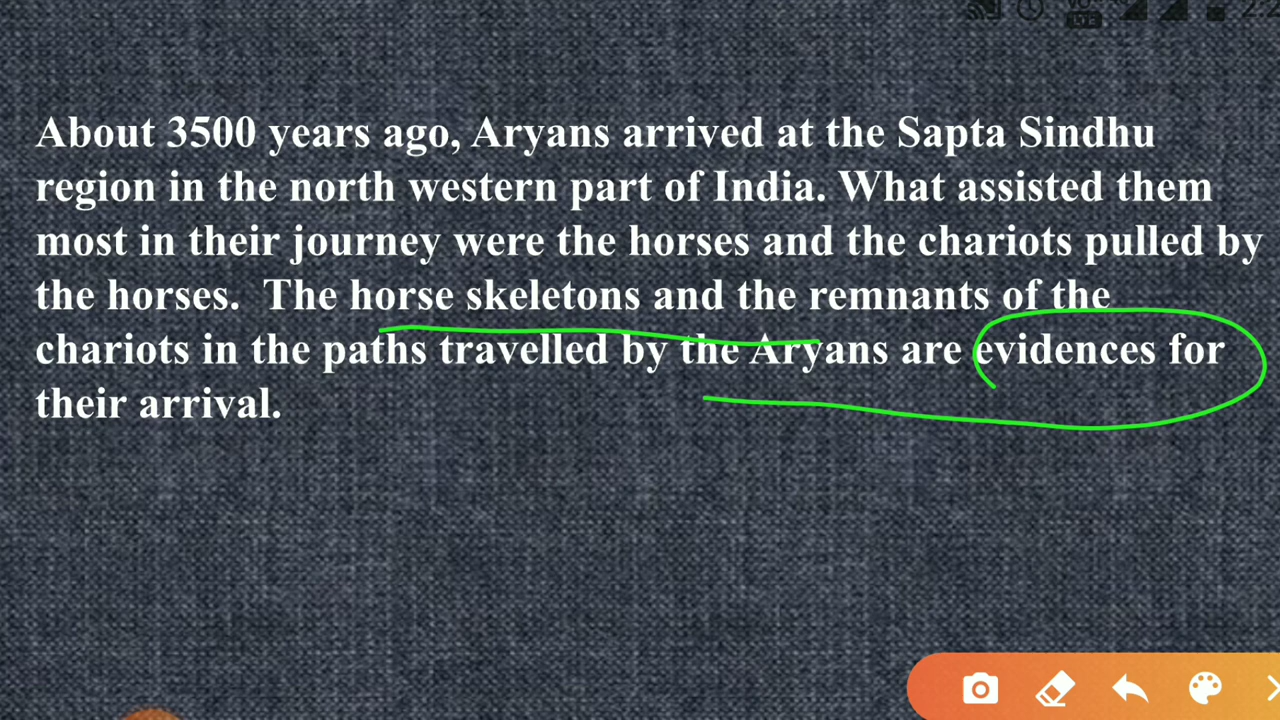 About 3500 years ago, Aryans arrived at the Sapta Sindhu
region in the north western part of India. What assisted them
most in their journey were the horses and the chariots pulled by
the horses.  The horse skeletons and the remnants of the
chariots in the paths travelled by the Aryans are evidences for
their arrival.